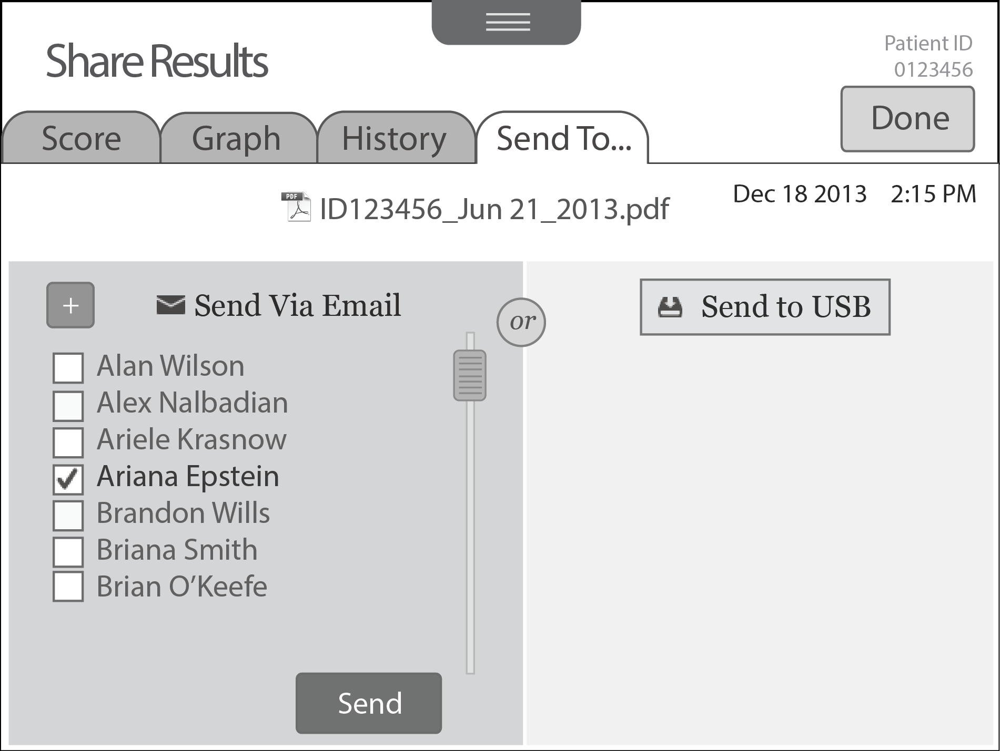 Share Results
Patient ID
0123456
Done
Score
Graph
History
Send To...
PDF
ID123456_Jun 21_2013.pdf
Dec 18 2013 2:15 PM
+
Send Via Email
or
Send to USB
Alan Wilson
Alex Nalbadian
Ariele Krasnow
Ariana Epstein
Brandon Wills
Briana Smith
Brian O’Keefe
Send